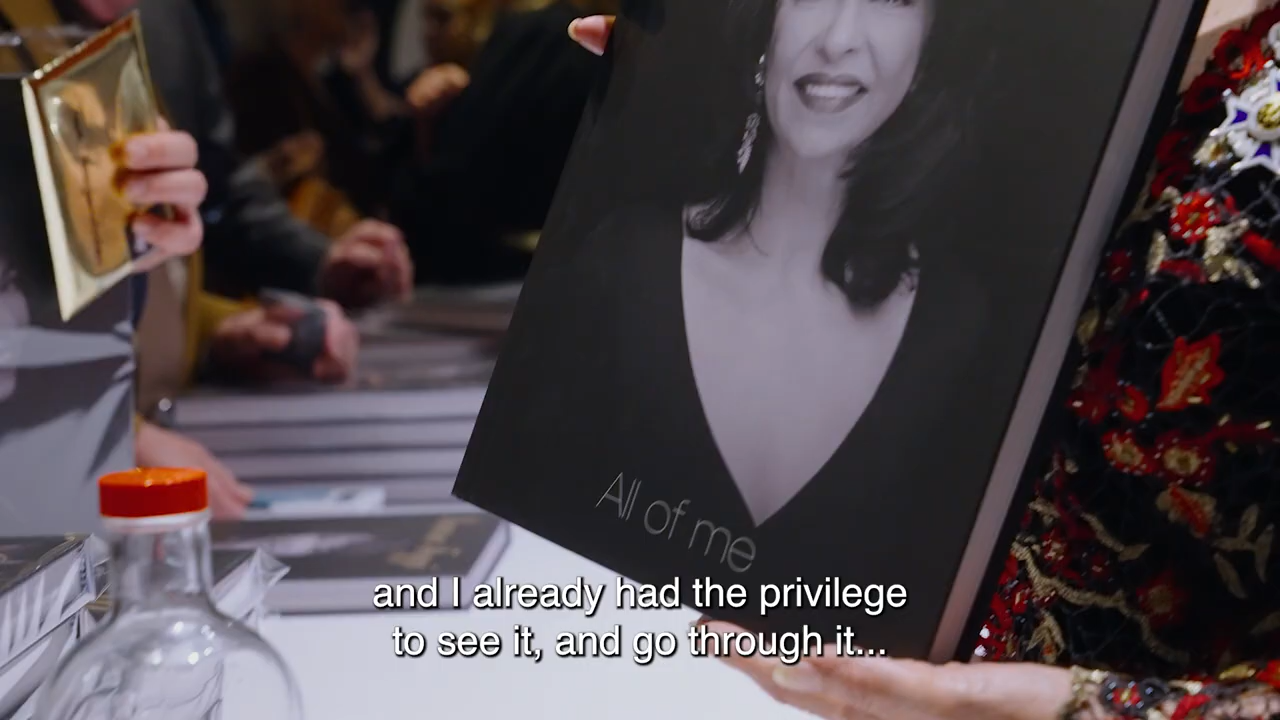 All of me
and I already had the privilege
to see it, and go through it...